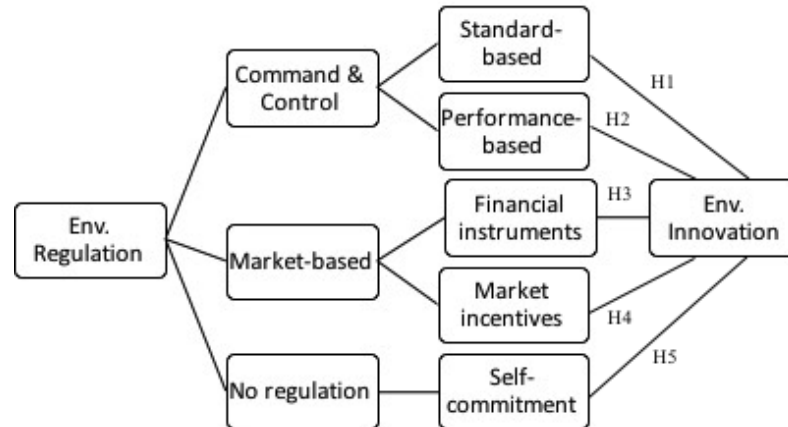 Env.
Regulation
Command &
Control
Market-based
No regulation
Standard-
based
Performance-
based
Financial
instruments
Market
incentives
Self-
commitment
H1
H2
H3
H4
H5
Env.
Innovation